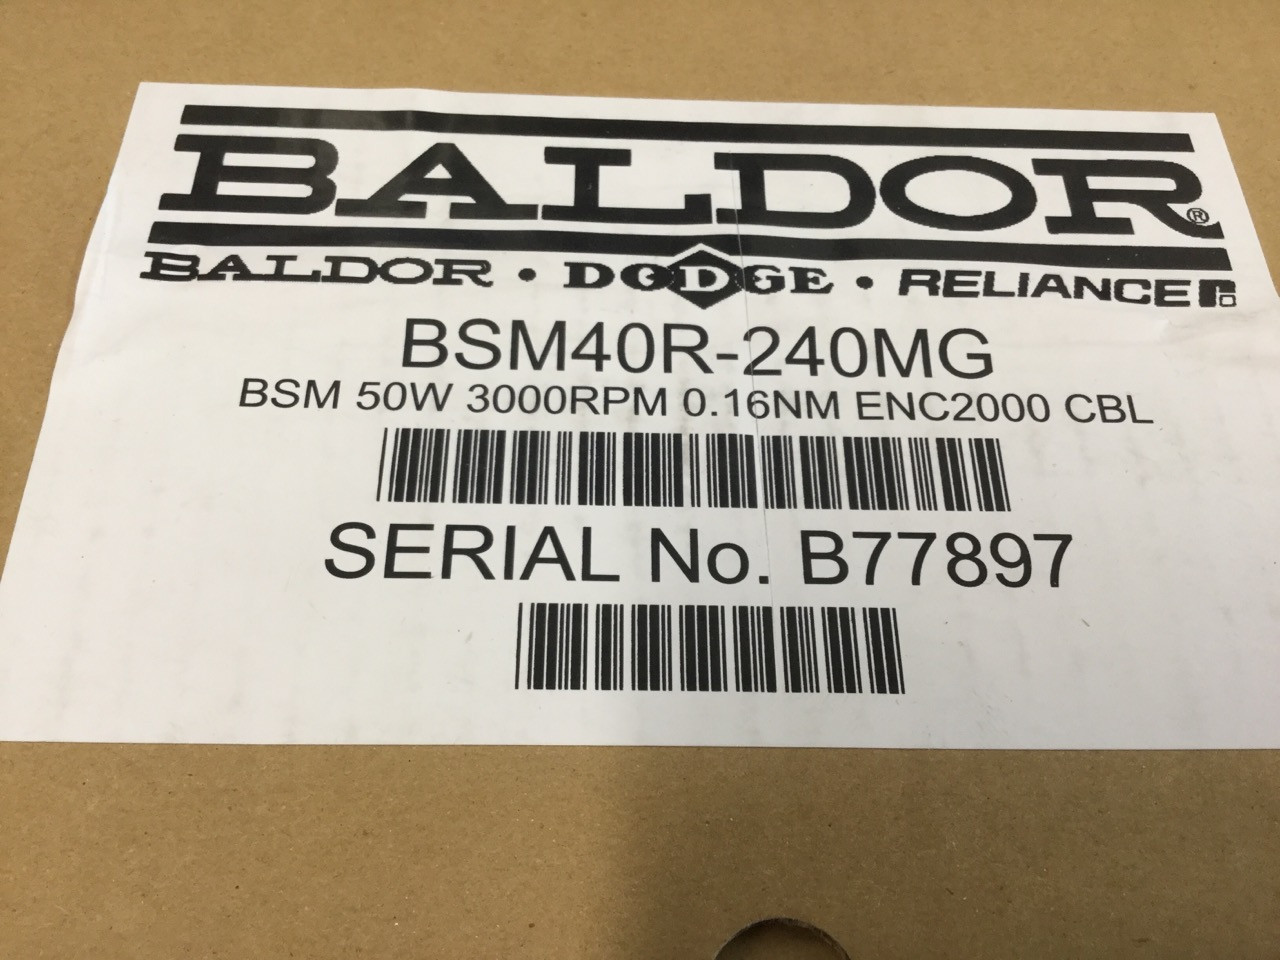 BALDOR®
BALDOR • DODGE • RELIANCE
BSM40R-240MG
BSM 50W 3000RPM 0.16NM ENC2000 CBL
SERIAL No. B77897